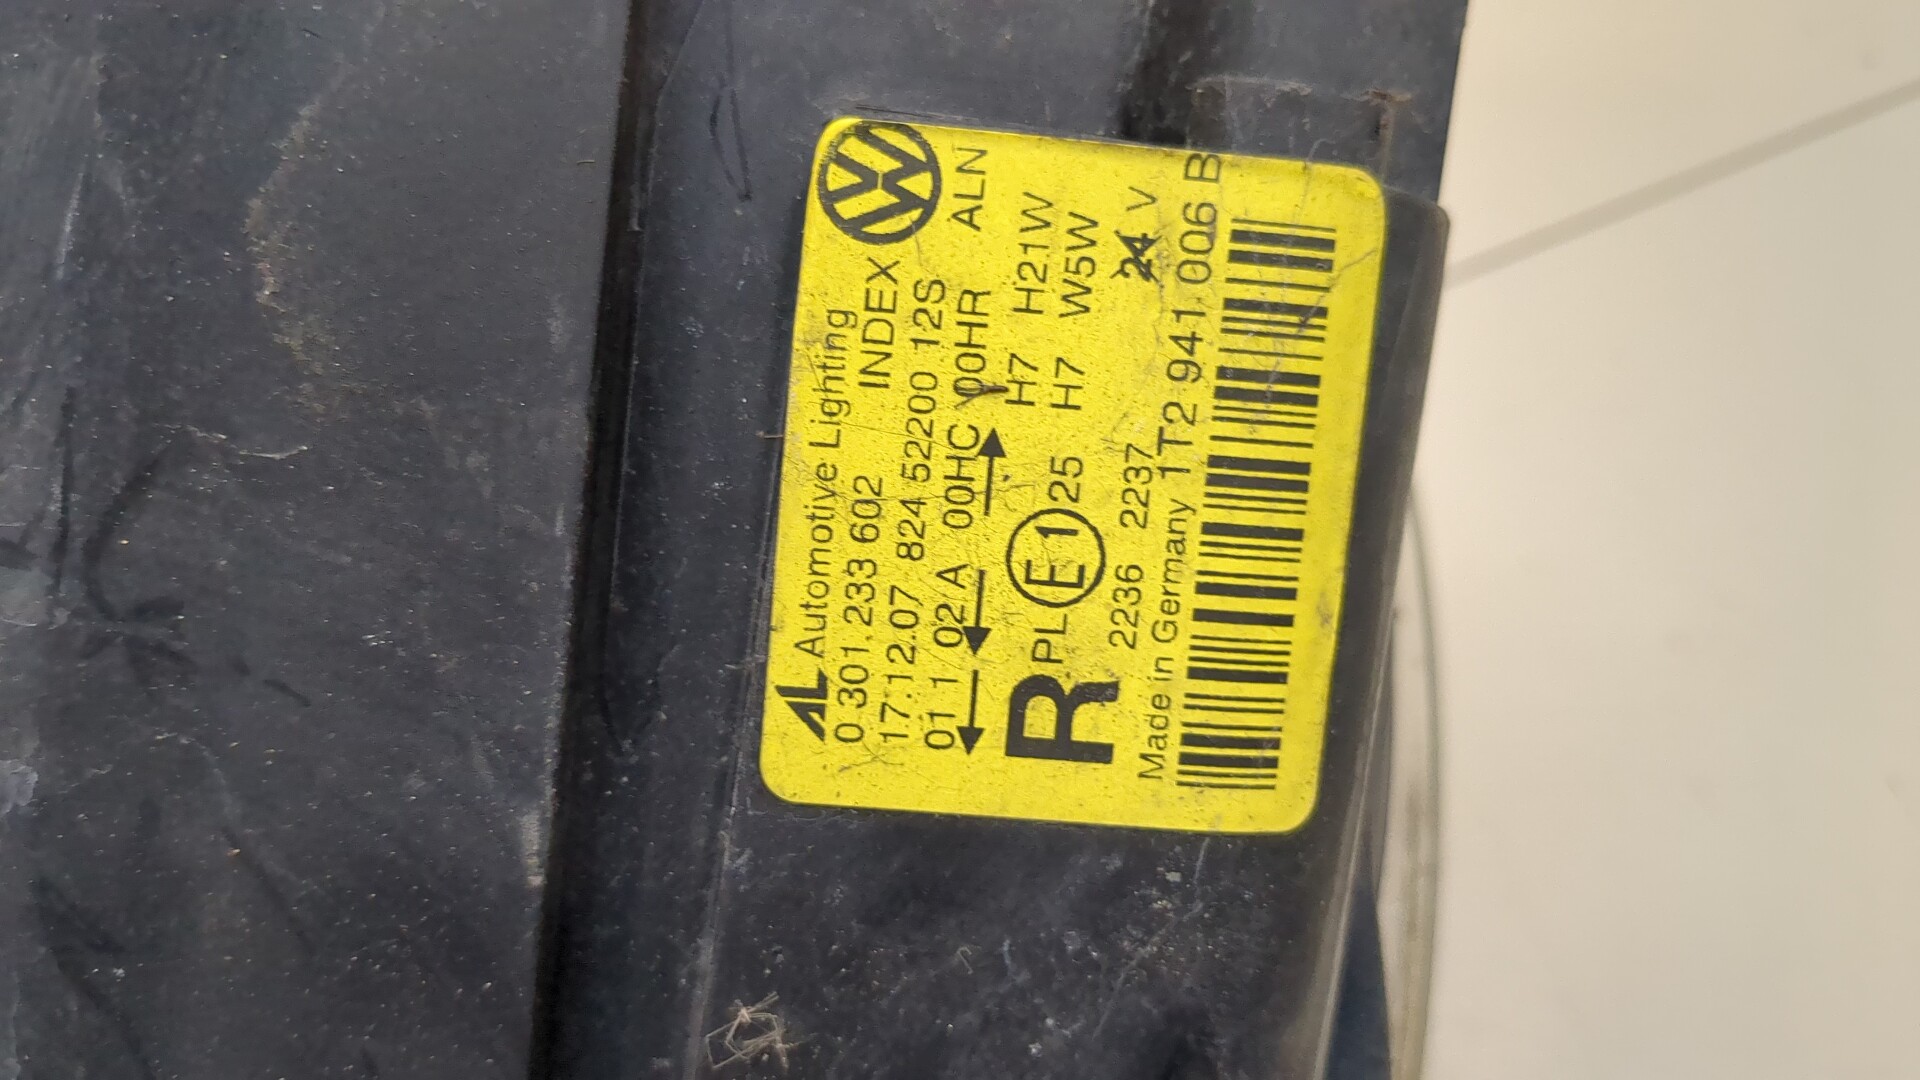 AL Automotive Lighting
0 301.233 602 INDEX
17.12.07 824 52200 12S
01 1 02 A 00HC 00HR ALN
H7 H21W
R PL E1 25 H7 W5W
2236 2237 24 V
Made in Germany 1T2 941 006 B